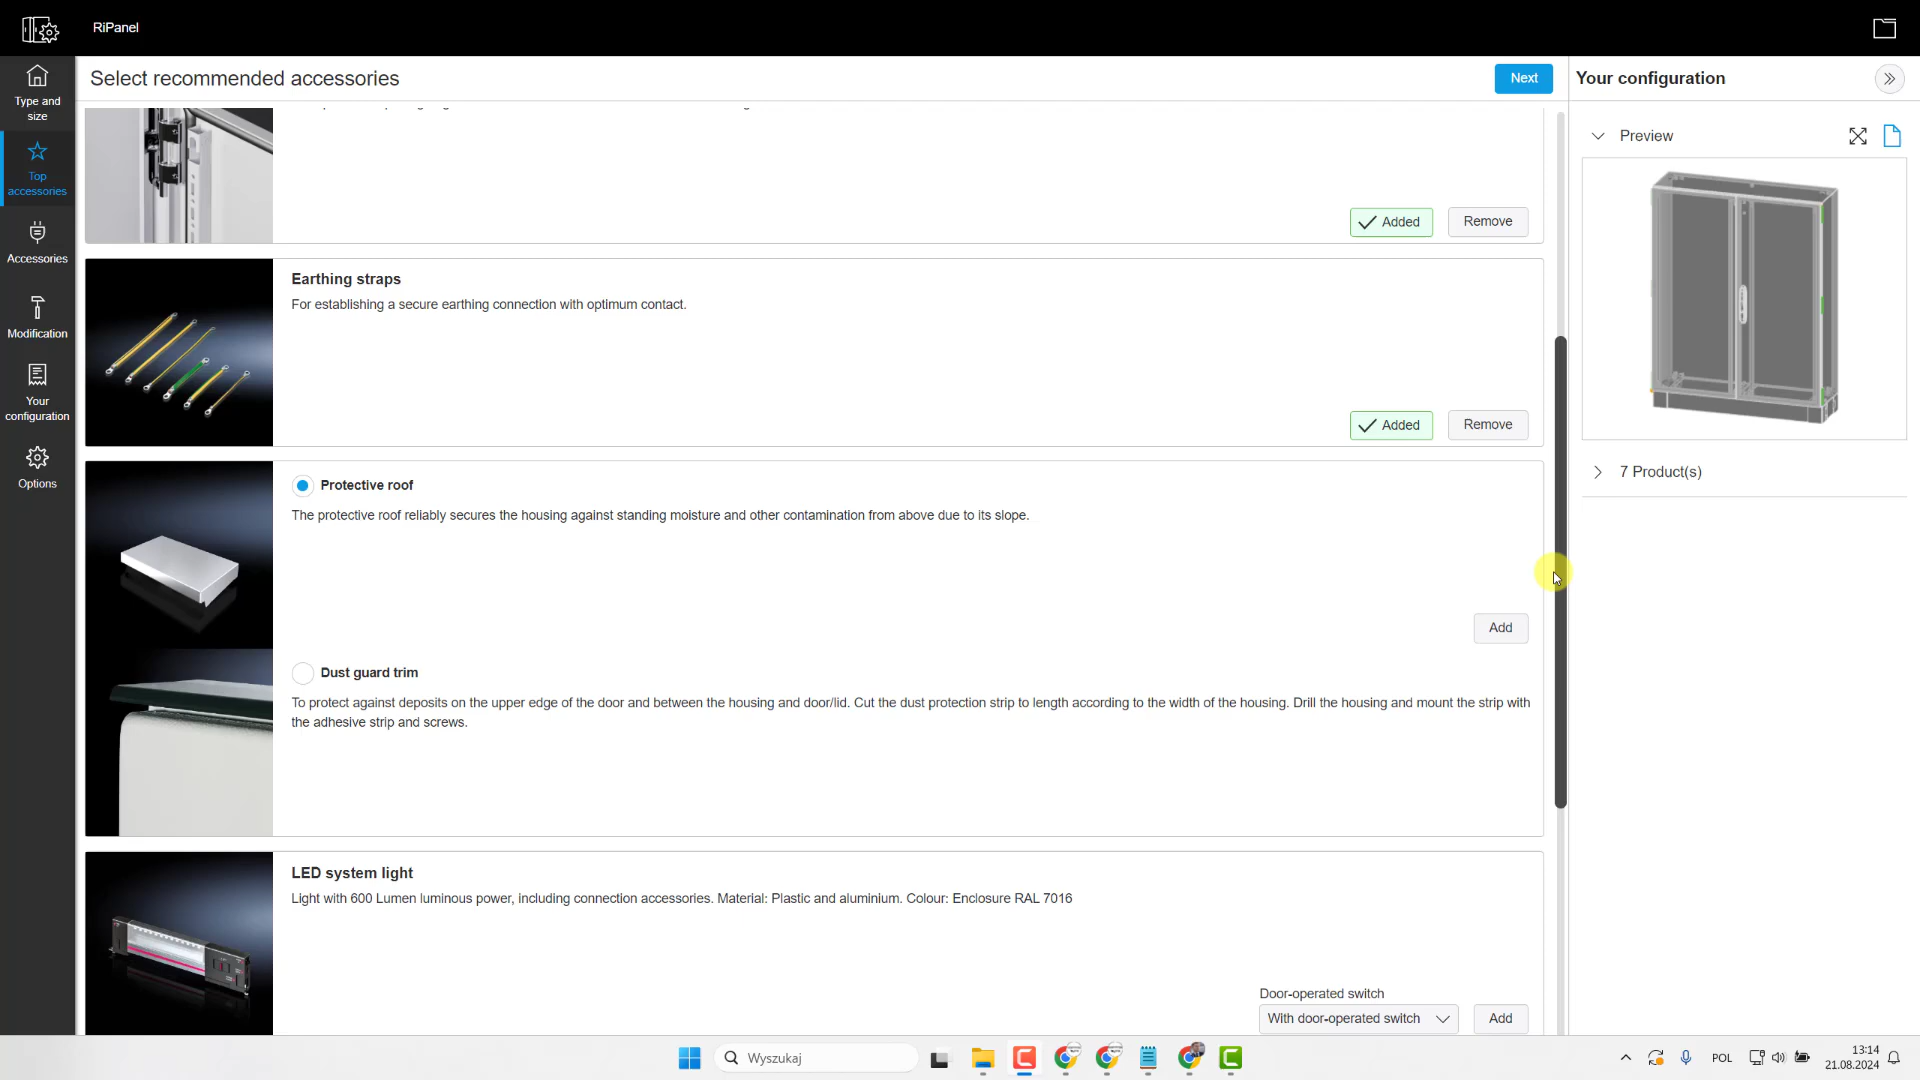 RiPanel
Select recommended accessories
Next
Your configuration
Type and
size
Top
accessories
Accessories
Modification
Your
configuration
Options
Added
Remove
Earthing straps
For establishing a secure earthing connection with optimum contact.
Added
Remove
Protective roof
The protective roof reliably secures the housing against standing moisture and other contamination from above due to its slope.
Add
Dust guard trim
To protect against deposits on the upper edge of the door and between the housing and door/lid. Cut the dust protection strip to length according to the width of the housing. Drill the housing and mount the strip with
the adhesive strip and screws.
LED system light
Light with 600 Lumen luminous power, including connection accessories. Material: Plastic and aluminium. Colour: Enclosure RAL 7016
Door-operated switch
With door-operated switch
Add
Preview
7 Product(s)
Wyszukaj
POL
13:14
21.08.2024